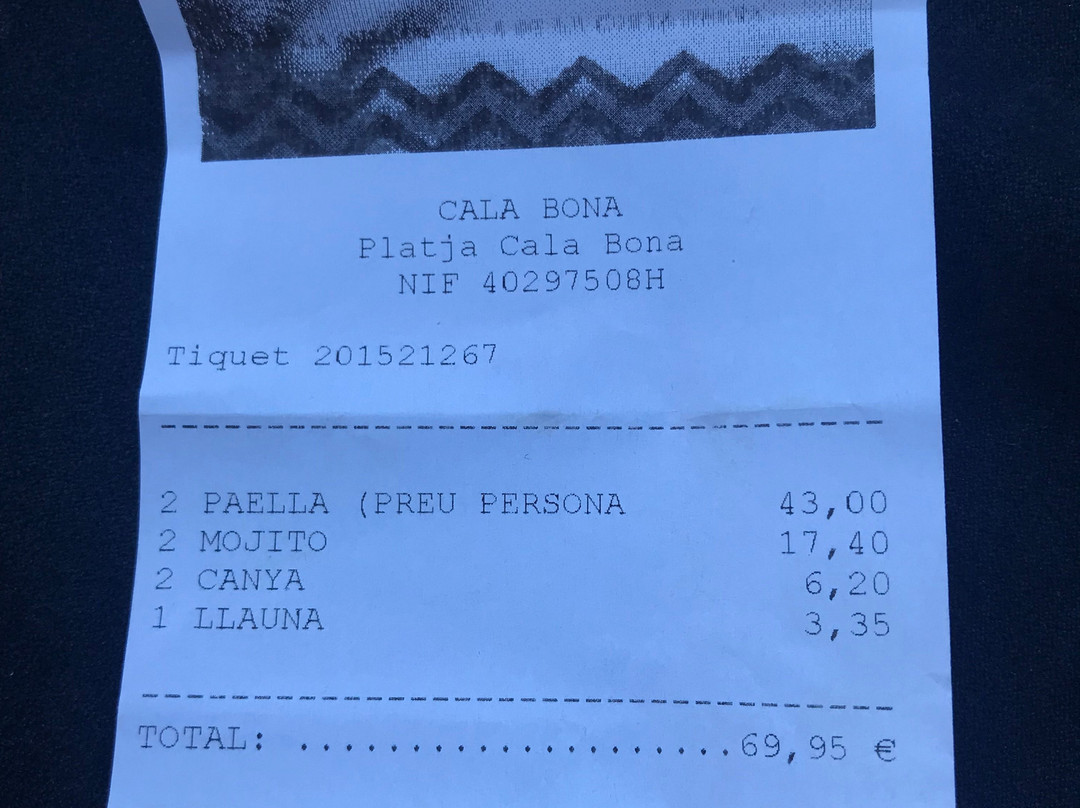 CALA BONA
Platja Cala Bona
NIF 40297508H
Tiquet 201521267
2 PAELLA (PREU PERSONA 43,00
2 MOJITO 17,40
2 CANYA 6,20
1 LLAUNA 3,35
TOTAL: ....................69,95 €